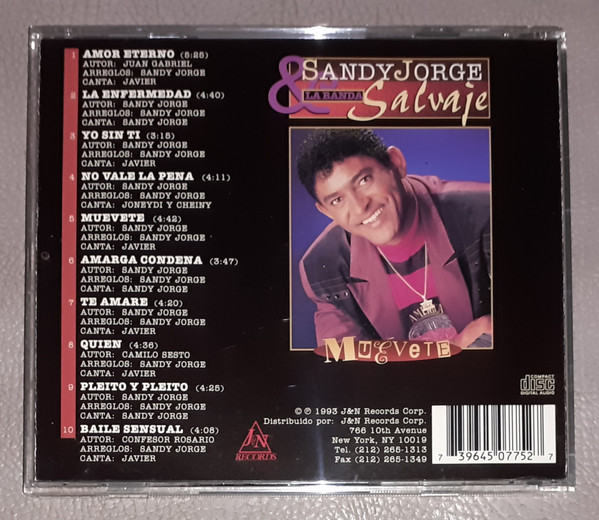 1 AMOR ETERNO (5:25)
AUTOR: JUAN GABRIEL
ARREGLOS: SANDY JORGE
CANTA: JAVIER
2 LA ENFERMEDAD (4:40)
AUTOR: SANDY JORGE
ARREGLOS: SANDY JORGE
CANTA: SANDY JORGE
3 YO SIN TI (3:15)
AUTOR: SANDY JORGE
ARREGLOS: SANDY JORGE
CANTA: JAVIER
4 NO VALE LA PENA (4:11)
AUTOR: SANDY JORGE
ARREGLOS: SANDY JORGE
CANTA: JONEYDI Y CHEINY
5 MUEVETE (4:42)
AUTOR: SANDY JORGE
ARREGLOS: SANDY JORGE
CANTA: JAVIER
6 AMARGA CONDENA (3:47)
AUTOR: SANDY JORGE
ARREGLOS: SANDY JORGE
CANTA: SANDY JORGE
7 TE AMARE (4:20)
AUTOR: SANDY JORGE
ARREGLOS: SANDY JORGE
CANTA: JAVIER
8 QUIEN (4:36)
AUTOR: CAMILO SESTO
ARREGLOS: SANDY JORGE
CANTA: JAVIER
9 PLEITO Y PLEITO (4:25)
AUTOR: SANDY JORGE
ARREGLOS: SANDY JORGE
CANTA: SANDY JORGE
10 BAILE SENSUAL (4:08)
AUTOR: CONFESOR ROSARIO
ARREGLOS: SANDY JORGE
CANTA: JAVIER
SANDY JORGE
& LA BANDA Salvaje
AMERICA
MUEVETE
COMPACT
disc
DIGITAL AUDIO
J&N
RECORDS
© ℗ 1993 J&N Records Corp.
Distribuido por: J&N Records Corp.
766 10th Avenue
New York, NY 10019
Tel. (212) 265-1313
Fax (212) 265-1349
7 39645 07752 7